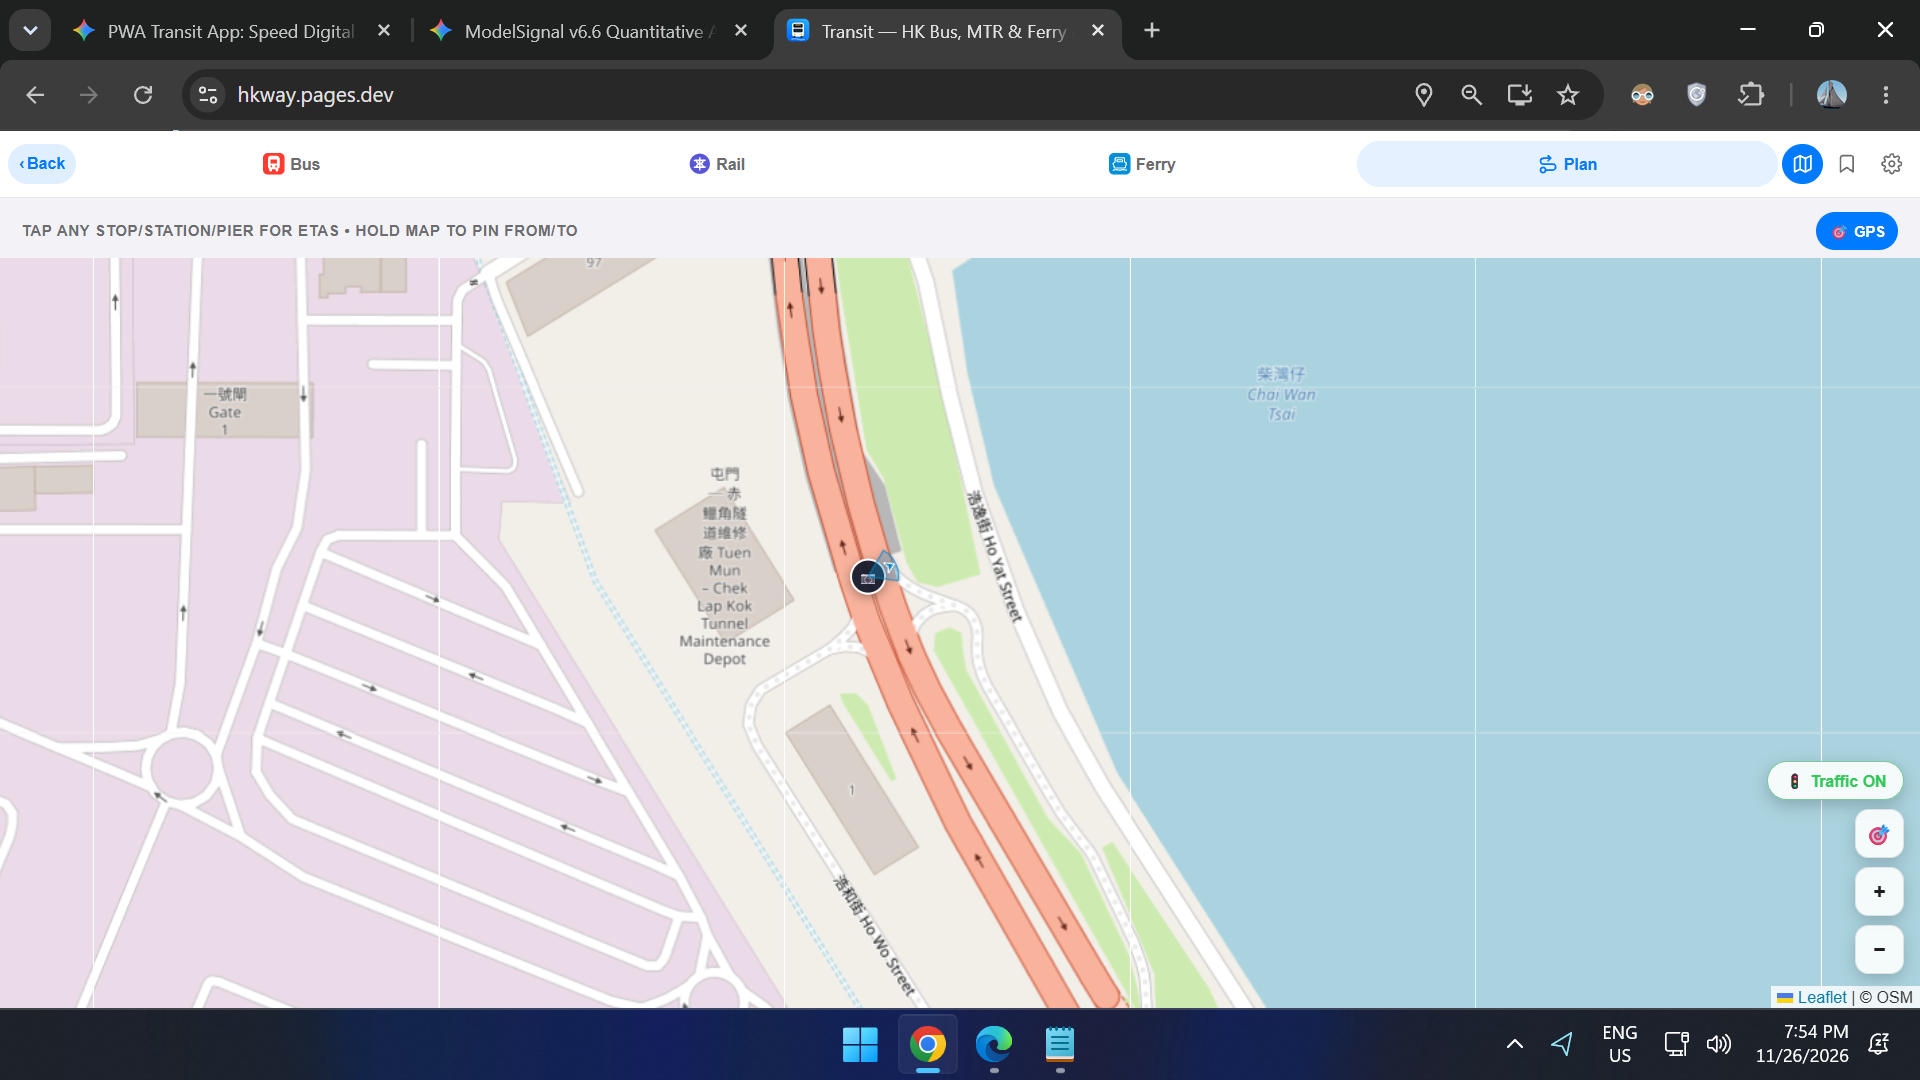 PWA Transit App: Speed Digital
ModelSignal v6.6 Quantitative A
Transit — HK Bus, MTR & Ferry
hkway.pages.dev
‹ Back
Bus
Rail
Ferry
Plan
TAP ANY STOP/STATION/PIER FOR ETAS • HOLD MAP TO PIN FROM/TO
GPS
97
8
一號閘
Gate
1
柴灣仔
Chai Wan
Tsai
屯門
— 赤
鱲角隧
道維修
廠 Tuen
Mun
– Chek
Lap Kok
Tunnel
Maintenance
Depot
浩逸街 Ho Yat Street
1
浩和街 Ho Wo Street
Traffic ON
+
−
Leaflet | © OSM
ENG
US
7:54 PM
11/26/2026